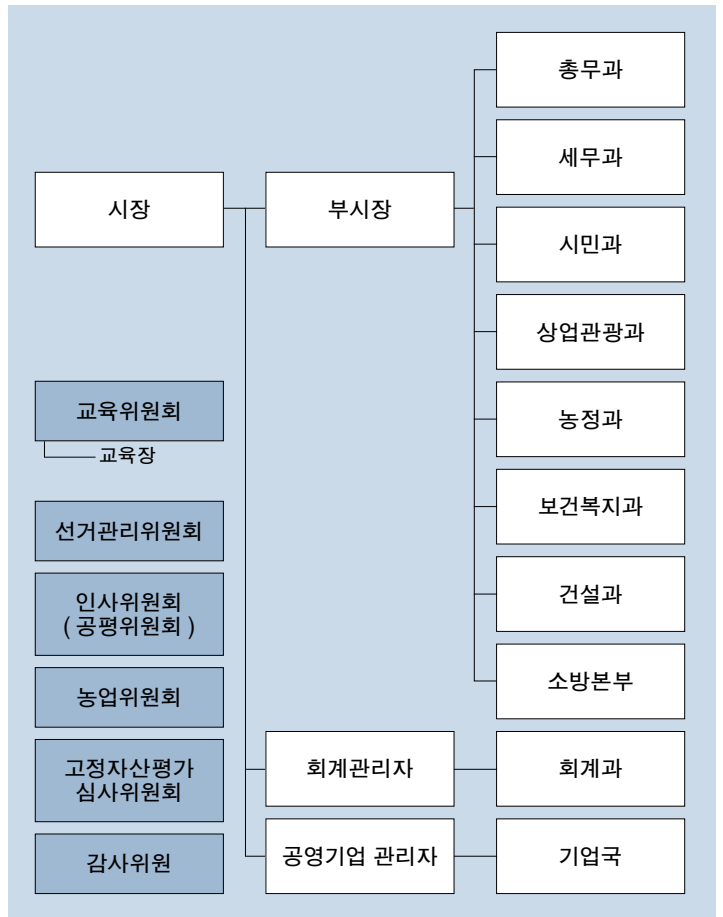 총무과
세무과
시장
부시장
시민과
상업관광과
교육위원회
교육장
농정과
선거관리위원회
보건복지과
인사위원회
( 공평위원회 )
건설과
농업위원회
소방본부
고정자산평가
심사위원회
회계관리자
회계과
감사위원
공영기업 관리자
기업국